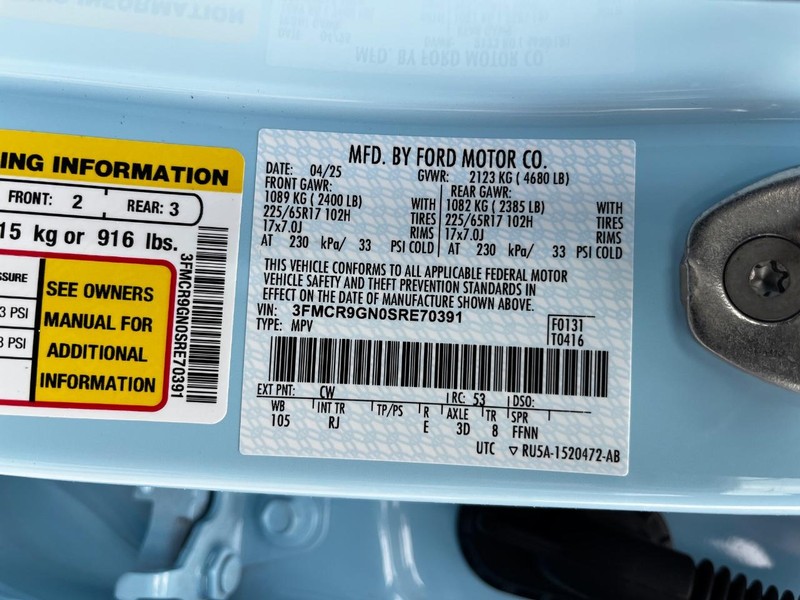 ING INFORMATION
FRONT: 2 REAR: 3
15 kg or 916 lbs.
SSURE
3 PSI
3 PSI
SEE OWNERS
MANUAL FOR
ADDITIONAL
INFORMATION
3FMCR9GN0SRE70391
MFD. BY FORD MOTOR CO.
DATE: 04/25 GVWR: 2123 KG ( 4680 LB)
FRONT GAWR: REAR GAWR:
1089 KG ( 2400 LB) WITH 1082 KG ( 2385 LB) WITH
225/65R17 102H TIRES 225/65R17 102H TIRES
17x7.0J RIMS 17x7.0J RIMS
AT 230 kPa/ 33 PSI COLD AT 230 kPa/ 33 PSI COLD
THIS VEHICLE CONFORMS TO ALL APPLICABLE FEDERAL MOTOR
VEHICLE SAFETY AND THEFT PREVENTION STANDARDS IN
EFFECT ON THE DATE OF MANUFACTURE SHOWN ABOVE.
VIN: 3FMCR9GN0SRE70391
TYPE: MPV
F0131
T0416
EXT PNT: CW RC: 53 DSO:
WB INT TR TP/PS R AXLE TR SPR
105 RJ E 3D 8 FFNN
UTC ▽ RU5A-1520472-AB